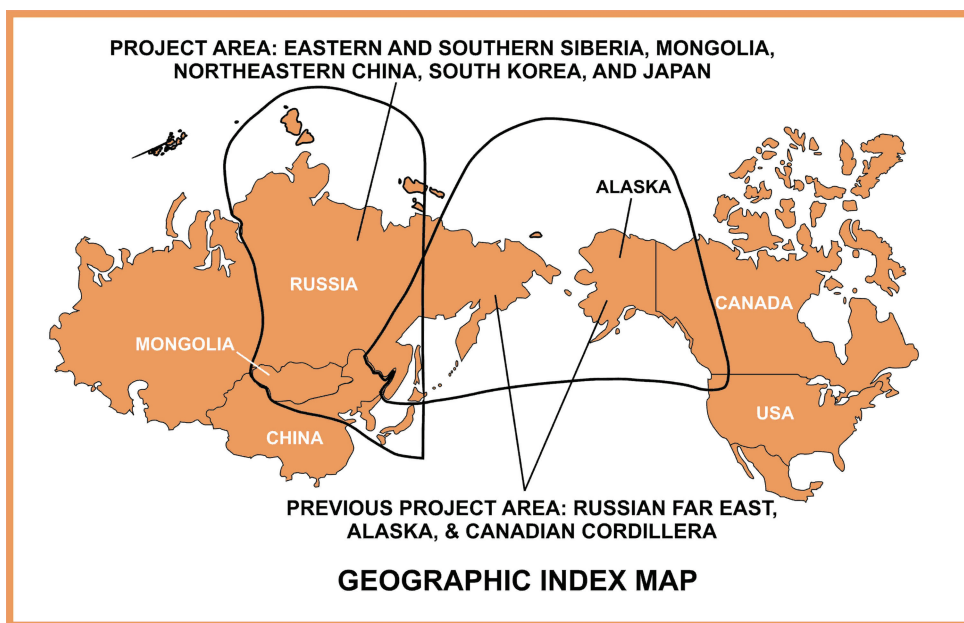 PROJECT AREA: EASTERN AND SOUTHERN SIBERIA, MONGOLIA,
NORTHEASTERN CHINA, SOUTH KOREA, AND JAPAN
ALASKA
RUSSIA
CANADA
MONGOLIA
USA
CHINA
PREVIOUS PROJECT AREA: RUSSIAN FAR EAST,
ALASKA, & CANADIAN CORDILLERA
GEOGRAPHIC INDEX MAP